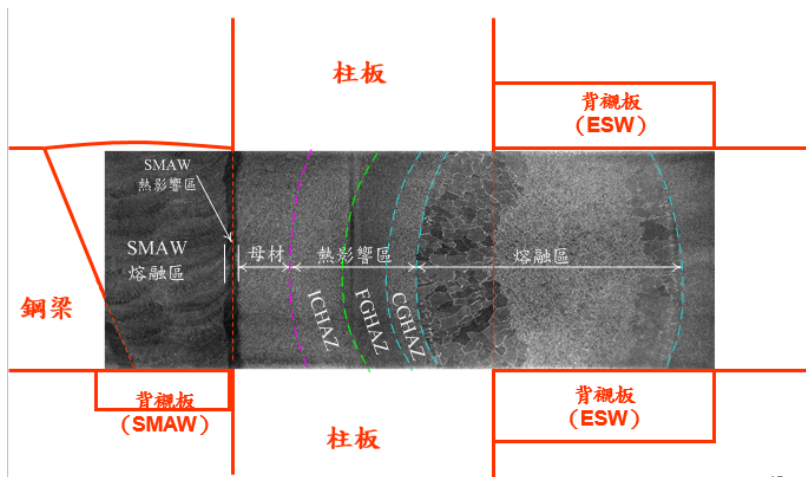 柱板
背襯板
(ESW)
SMAW
熱影響區
SMAW
熔融區
母材
熱影響區
熔融區
鋼梁
ICHAZ
FGHAZ
CGHAZ
背襯板
(SMAW)
柱板
背襯板
(ESW)